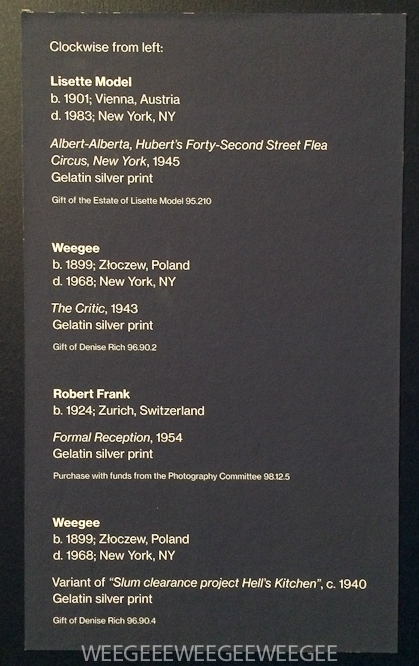 Clockwise from left:
Lisette Model
b. 1901; Vienna, Austria
d. 1983; New York, NY
Albert-Alberta, Hubert's Forty-Second Street Flea
Circus, New York, 1945
Gelatin silver print
Gift of the Estate of Lisette Model 95.210
Weegee
b. 1899; Złoczew, Poland
d. 1968; New York, NY
The Critic, 1943
Gelatin silver print
Gift of Denise Rich 96.90.2
Robert Frank
b. 1924; Zurich, Switzerland
Formal Reception, 1954
Gelatin silver print
Purchase with funds from the Photography Committee 98.12.5
Weegee
b. 1899; Złoczew, Poland
d. 1968; New York, NY
Variant of "Slum clearance project Hell's Kitchen", c. 1940
Gelatin silver print
Gift of Denise Rich 96.90.4
WEEGEEEWEEGEEWEEGEE